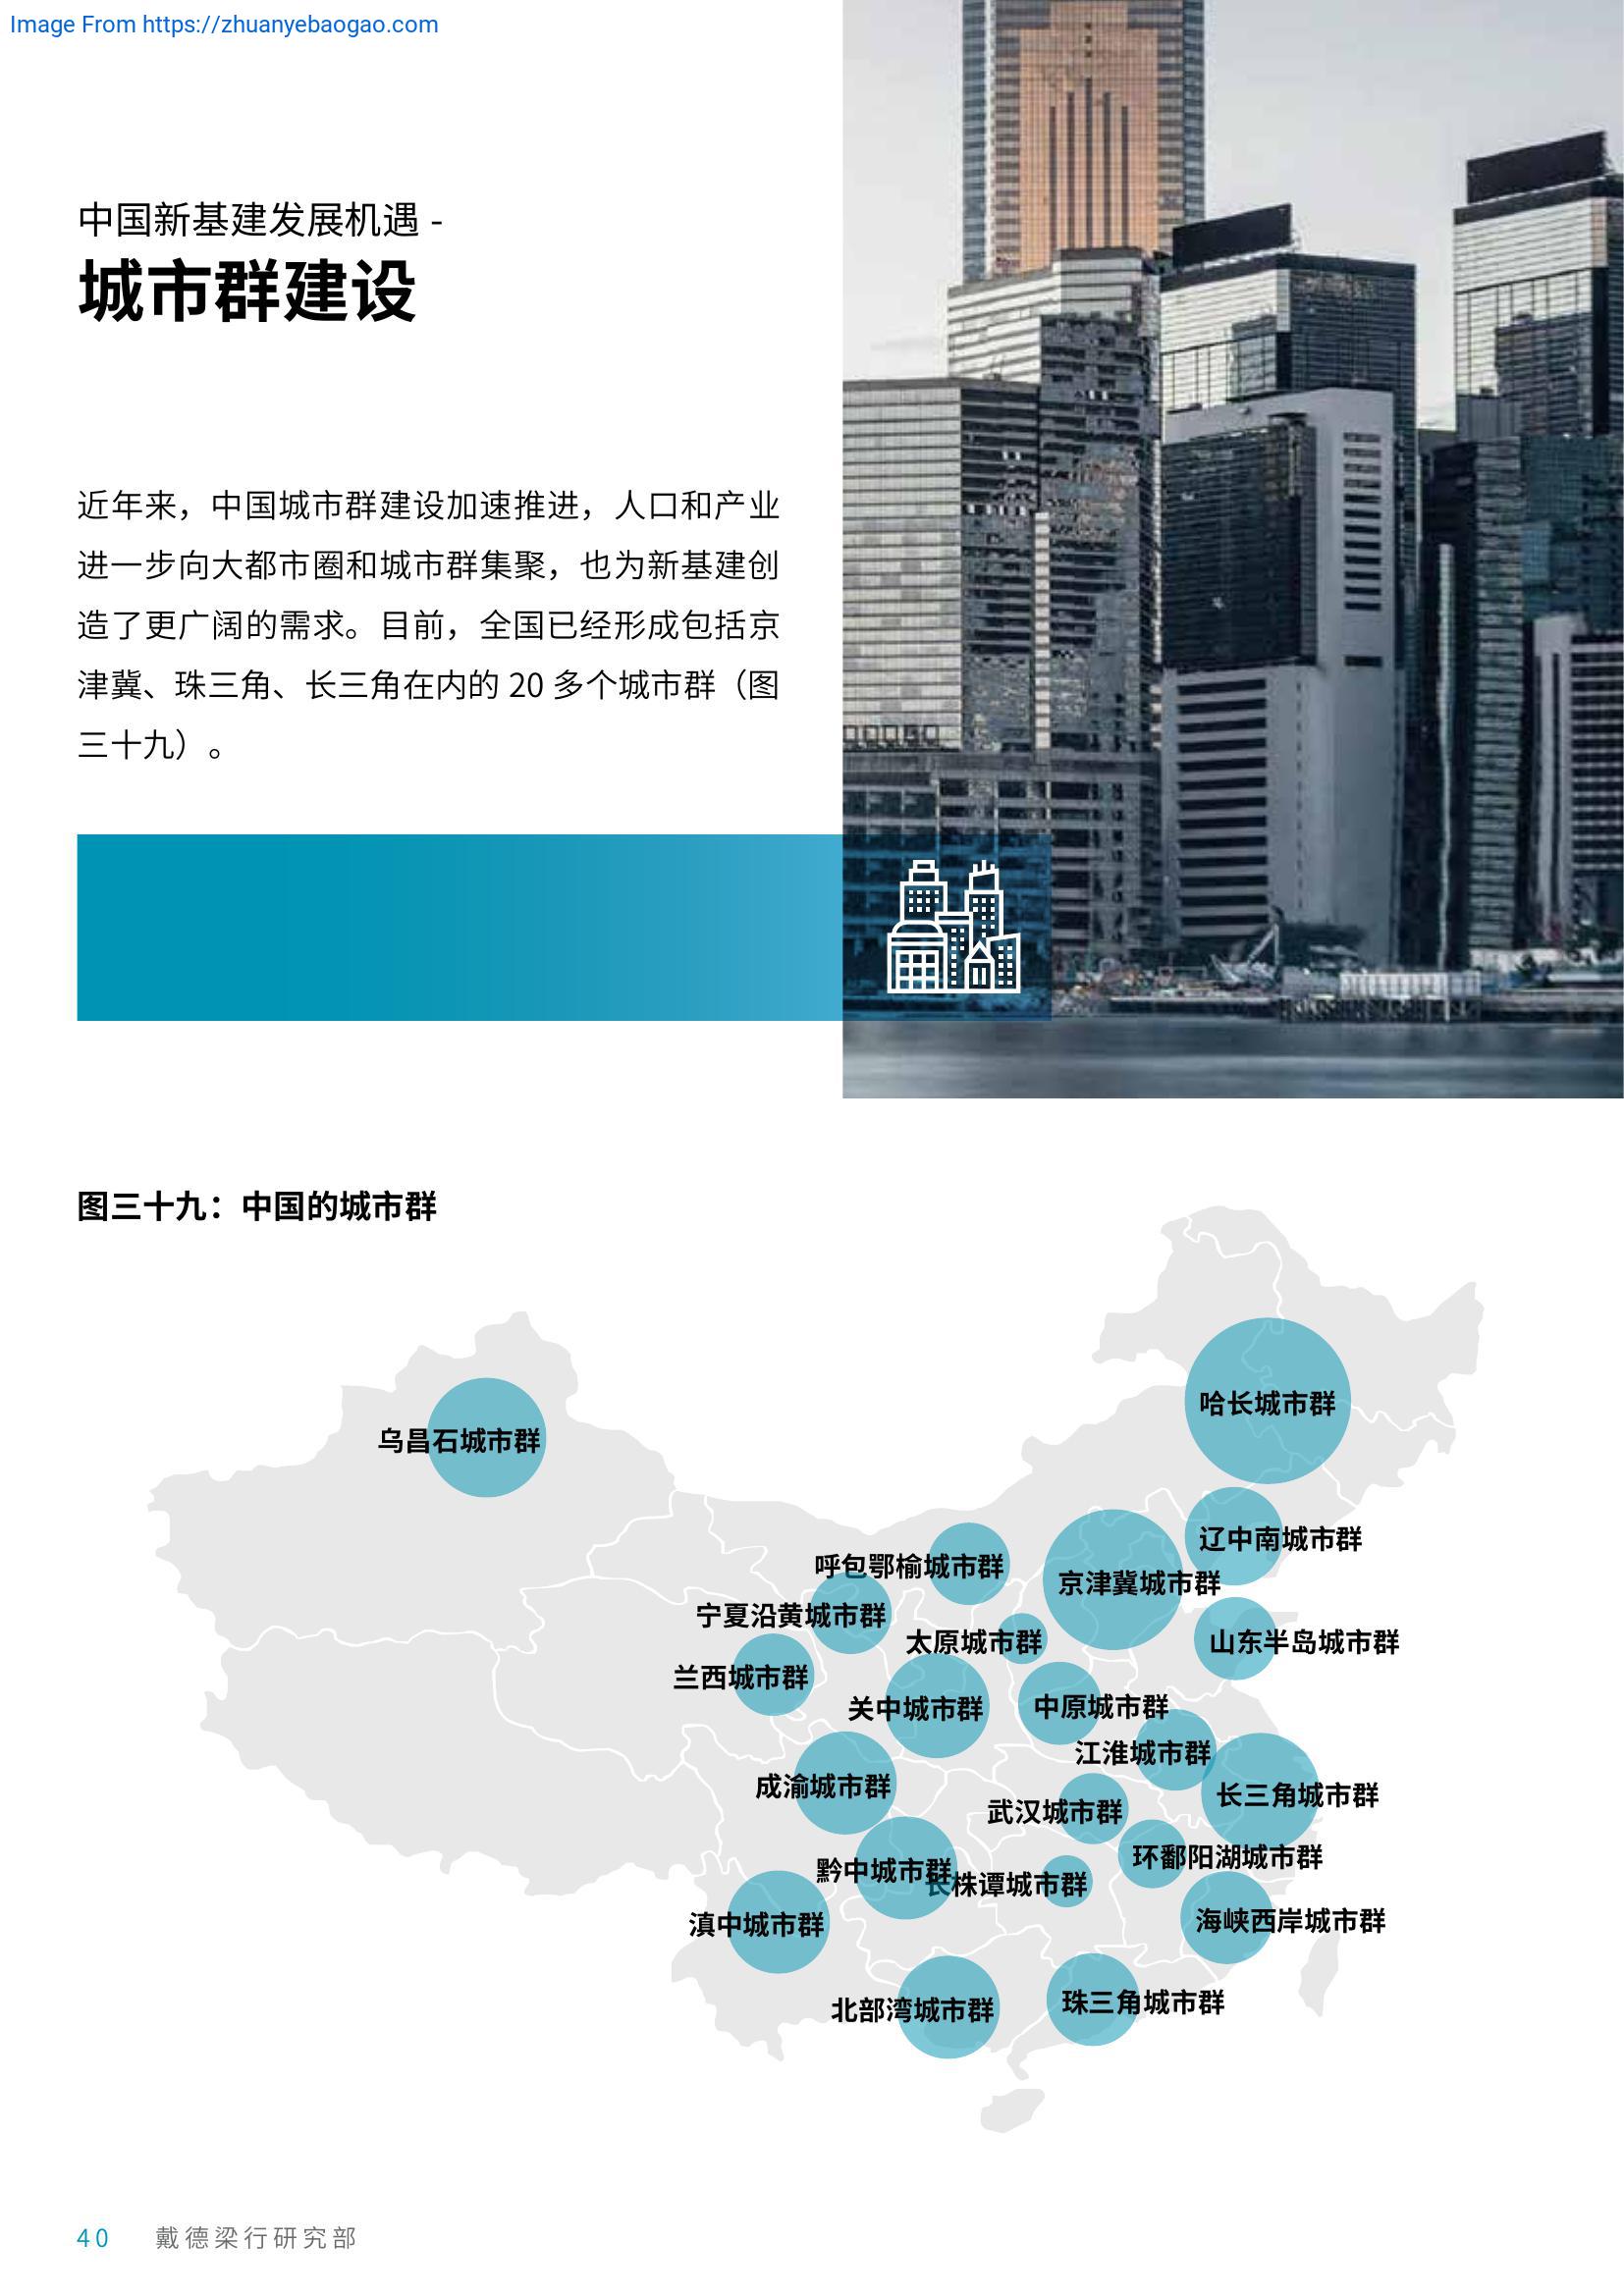 Image From https://zhuanyebaogao.com
中国新基建发展机遇 -
城市群建设
近年来，中国城市群建设加速推进，人口和产业
进一步向大都市圈和城市群集聚，也为新基建创
造了更广阔的需求。目前，全国已经形成包括京
津冀、珠三角、长三角在内的 20 多个城市群（图
三十九）。
图三十九：中国的城市群
哈长城市群
乌昌石城市群
辽中南城市群
呼包鄂榆城市群
京津冀城市群
宁夏沿黄城市群
太原城市群
山东半岛城市群
兰西城市群
关中城市群
中原城市群
江淮城市群
成渝城市群
长三角城市群
武汉城市群
环鄱阳湖城市群
黔中城市群
长株谭城市群
海峡西岸城市群
滇中城市群
珠三角城市群
北部湾城市群
40 戴德梁行研究部